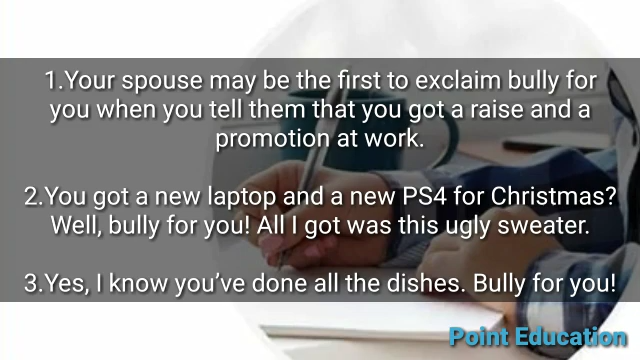 1.Your spouse may be the first to exclaim bully for
you when you tell them that you got a raise and a
promotion at work.
2.You got a new laptop and a new PS4 for Christmas?
Well, bully for you! All I got was this ugly sweater.
3.Yes, I know you’ve done all the dishes. Bully for you!
Point Education